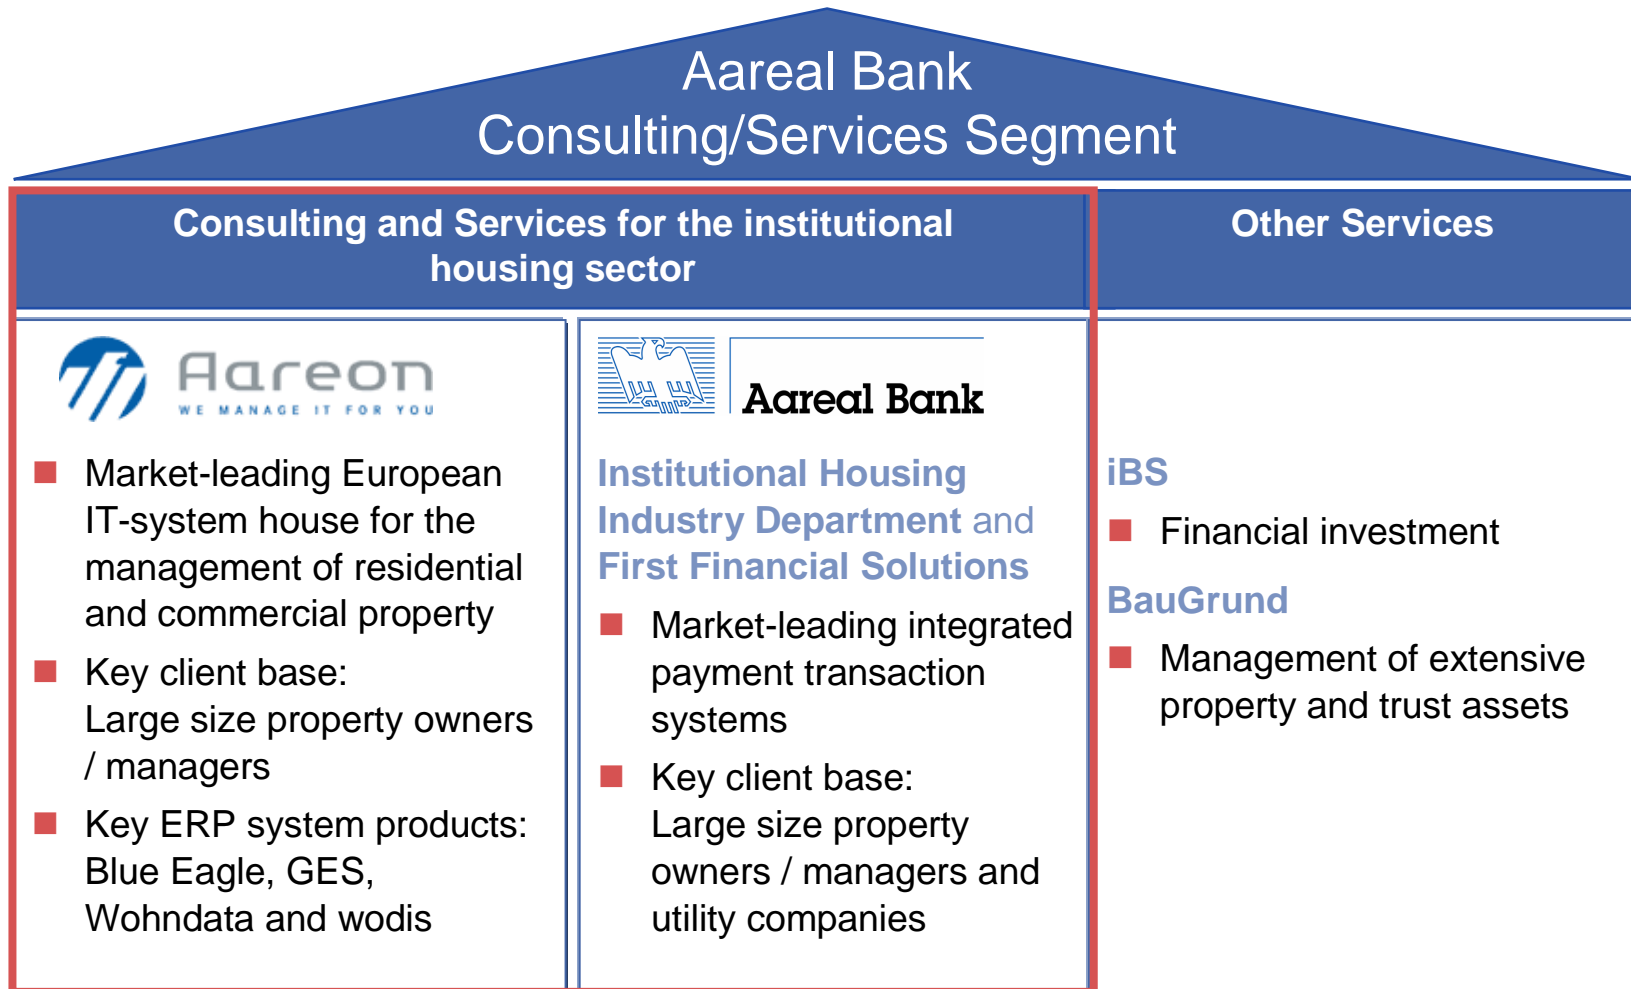 Aareal Bank
Consulting/Services Segment
Consulting and Services for the institutional
housing sector
Other Services
Aareon
WE MANAGE IT FOR YOU
Market-leading European
IT-system house for the
management of residential
and commercial property
Key client base:
Large size property owners
/ managers
Key ERP system products:
Blue Eagle, GES,
Wohndata and wodis
Aareal Bank
Institutional Housing
Industry Department and
First Financial Solutions
Market-leading integrated
payment transaction
systems
Key client base:
Large size property
owners / managers and
utility companies
iBS
Financial investment
BauGrund
Management of extensive
property and trust assets